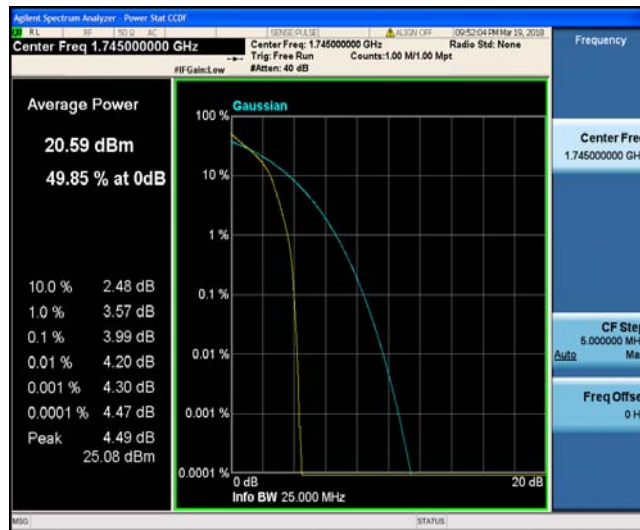 Agilent Spectrum Analyzer - Power Stat CCDF
RL RF 50 Ω AC SENSE:PULSE ALIGN OFF 09:52:04 PM Mar 19, 2018
Center Freq 1.745000000 GHz
Center Freq: 1.745000000 GHz Radio Std: None
Trig: Free Run Counts:1.00 M/1.00 Mpt
#IFGain:Low #Atten: 40 dB
Frequency
Average Power
20.59 dBm
49.85 % at 0dB
10.0 % 2.48 dB
1.0 % 3.57 dB
0.1 % 3.99 dB
0.01 % 4.20 dB
0.001 % 4.30 dB
0.0001 % 4.47 dB
Peak 4.49 dB
25.08 dBm
Gaussian
100 %
10 %
1 %
0.1 %
0.01 %
0.001 %
0.0001 %
0 dB 20 dB
Info BW 25.000 MHz
Center Fre
1.745000000 GH
CF Step
5.000000 MH
Auto Ma
Freq Offse
0 H
MSG STATUS